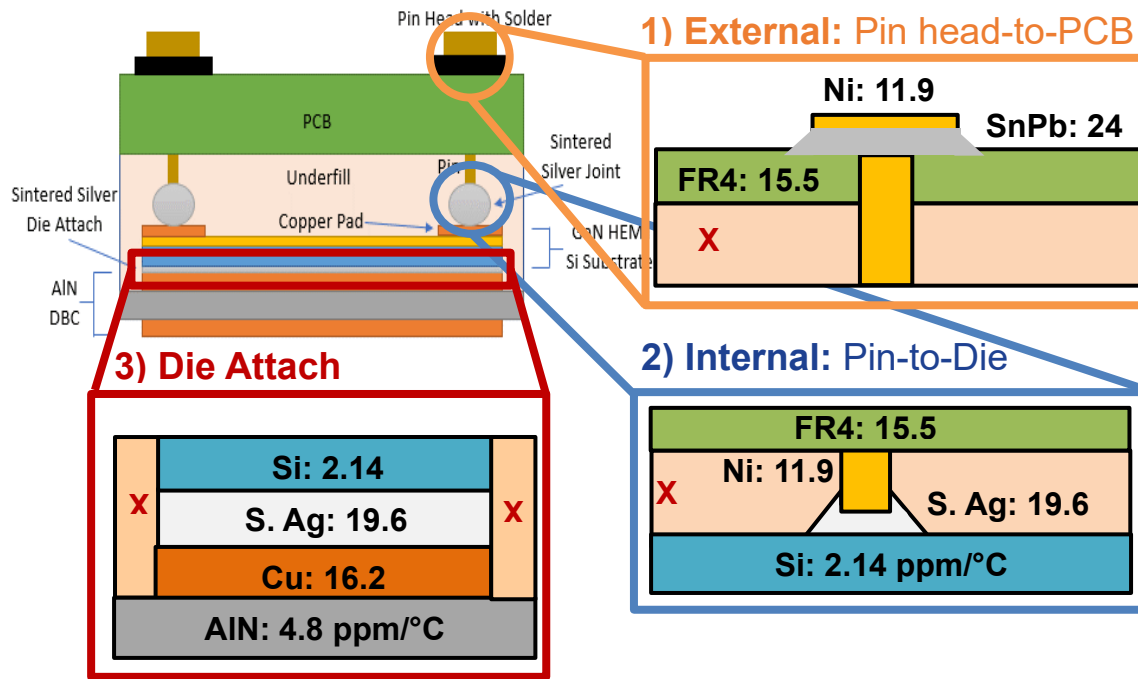 Pin Head with Solder
PCB
Pin
Underfill
Sintered
Silver Joint
Sintered Silver
Die Attach
Copper Pad
GaN HEM
Si Substrate
AlN
DBC
1) External: Pin head-to-PCB
Ni: 11.9
SnPb: 24
FR4: 15.5
X
2) Internal: Pin-to-Die
FR4: 15.5
Ni: 11.9
X
S. Ag: 19.6
Si: 2.14 ppm/°C
3) Die Attach
Si: 2.14
X
X
S. Ag: 19.6
Cu: 16.2
AlN: 4.8 ppm/°C